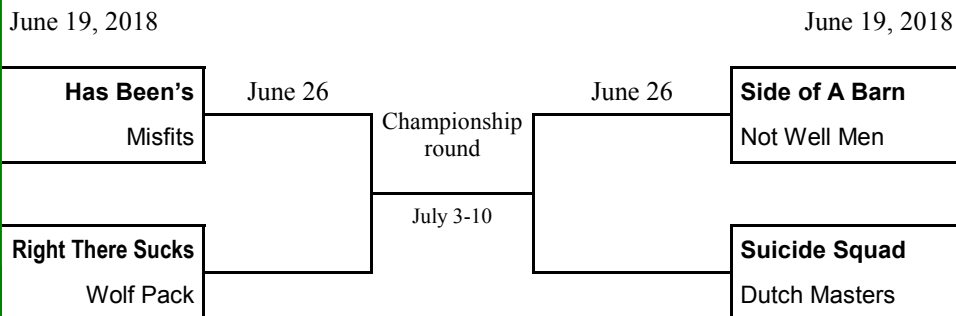 June 19, 2018
June 19, 2018
Has Been's
June 26
June 26
Side of A Barn
Misfits
Championship
round
Not Well Men
July 3-10
Right There Sucks
Suicide Squad
Wolf Pack
Dutch Masters